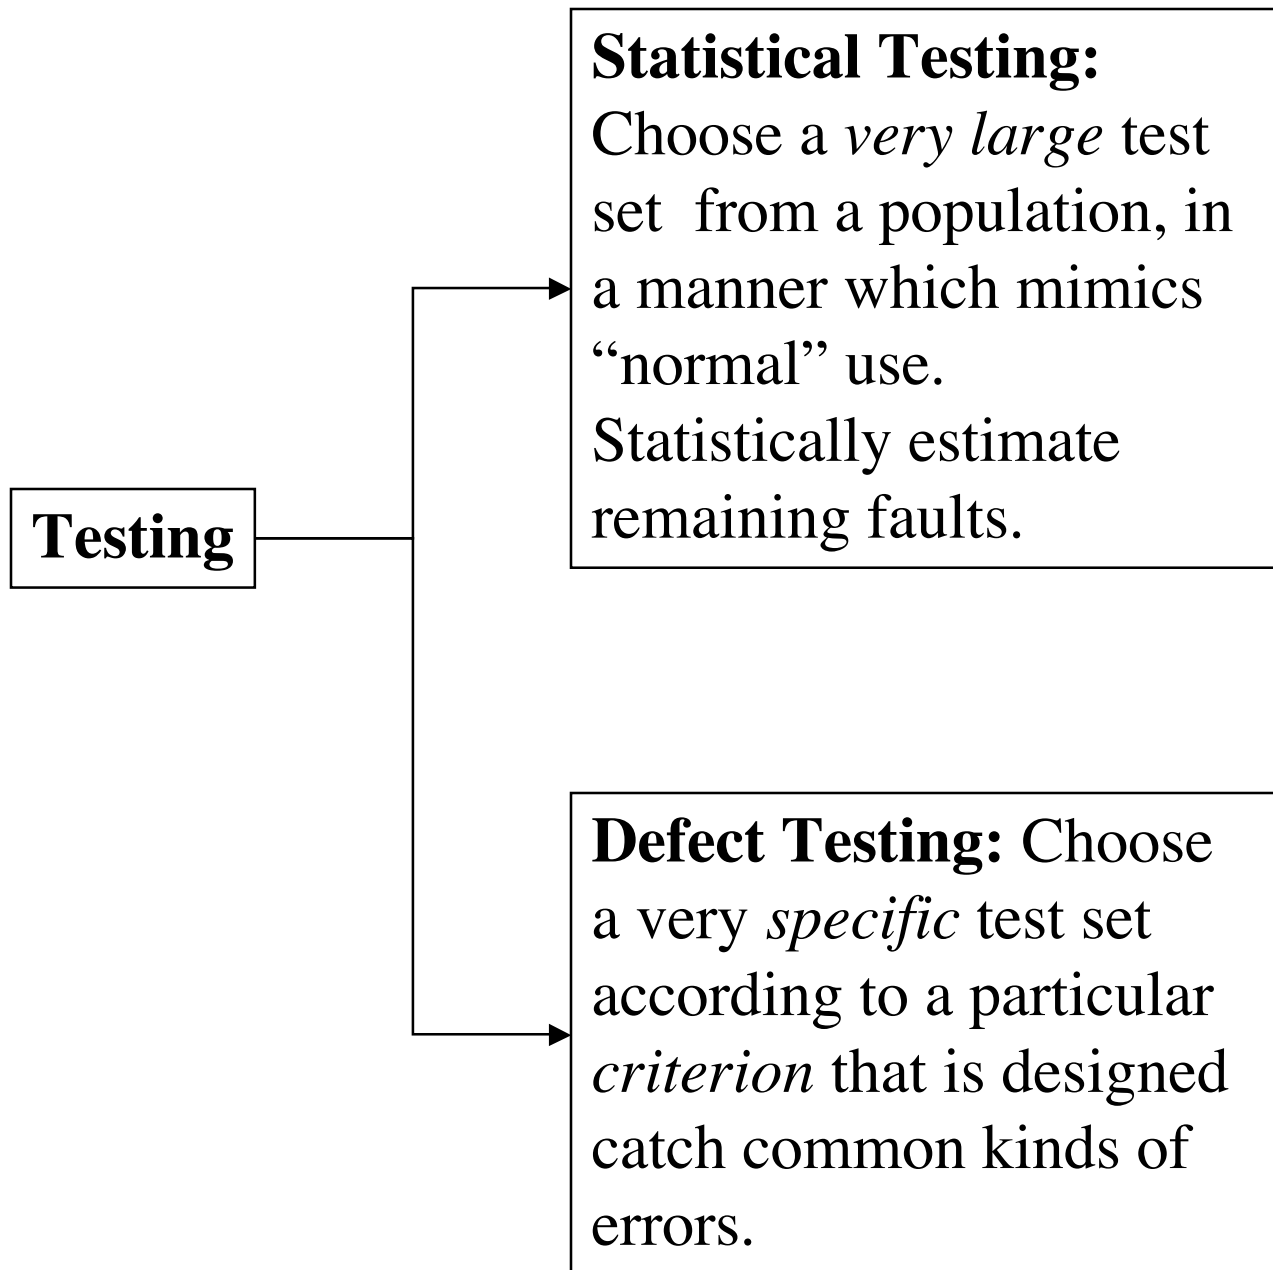 Statistical Testing:
Choose a very large test
set from a population, in
a manner which mimics
“normal” use.
Statistically estimate
remaining faults.
Testing
Defect Testing: Choose
a very specific test set
according to a particular
criterion that is designed
catch common kinds of
errors.